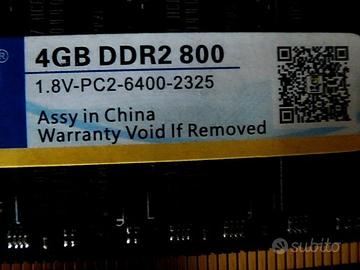 ®
4GB DDR2 800
1.8V-PC2-6400-2325
Assy in China
Warranty Void If Removed
subito